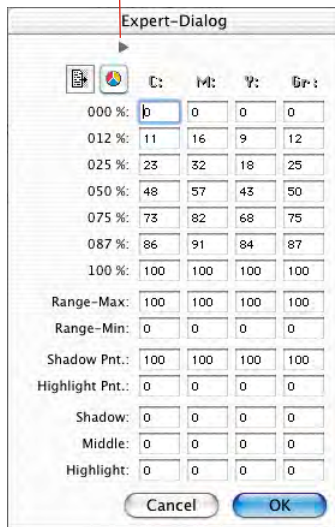 Expert-Dialog
C: M: Y: Gr:
000 %: 0 0 0 0
012 %: 11 16 9 12
025 %: 23 32 18 25
050 %: 48 57 43 50
075 %: 73 82 68 75
087 %: 86 91 84 87
100 %: 100 100 100 100
Range-Max: 100 100 100 100
Range-Min: 0 0 0 0
Shadow Pnt.: 100 100 100 100
Highlight Pnt.: 0 0 0 0
Shadow: 0 0 0 0
Middle: 0 0 0 0
Highlight: 0 0 0 0
Cancel OK